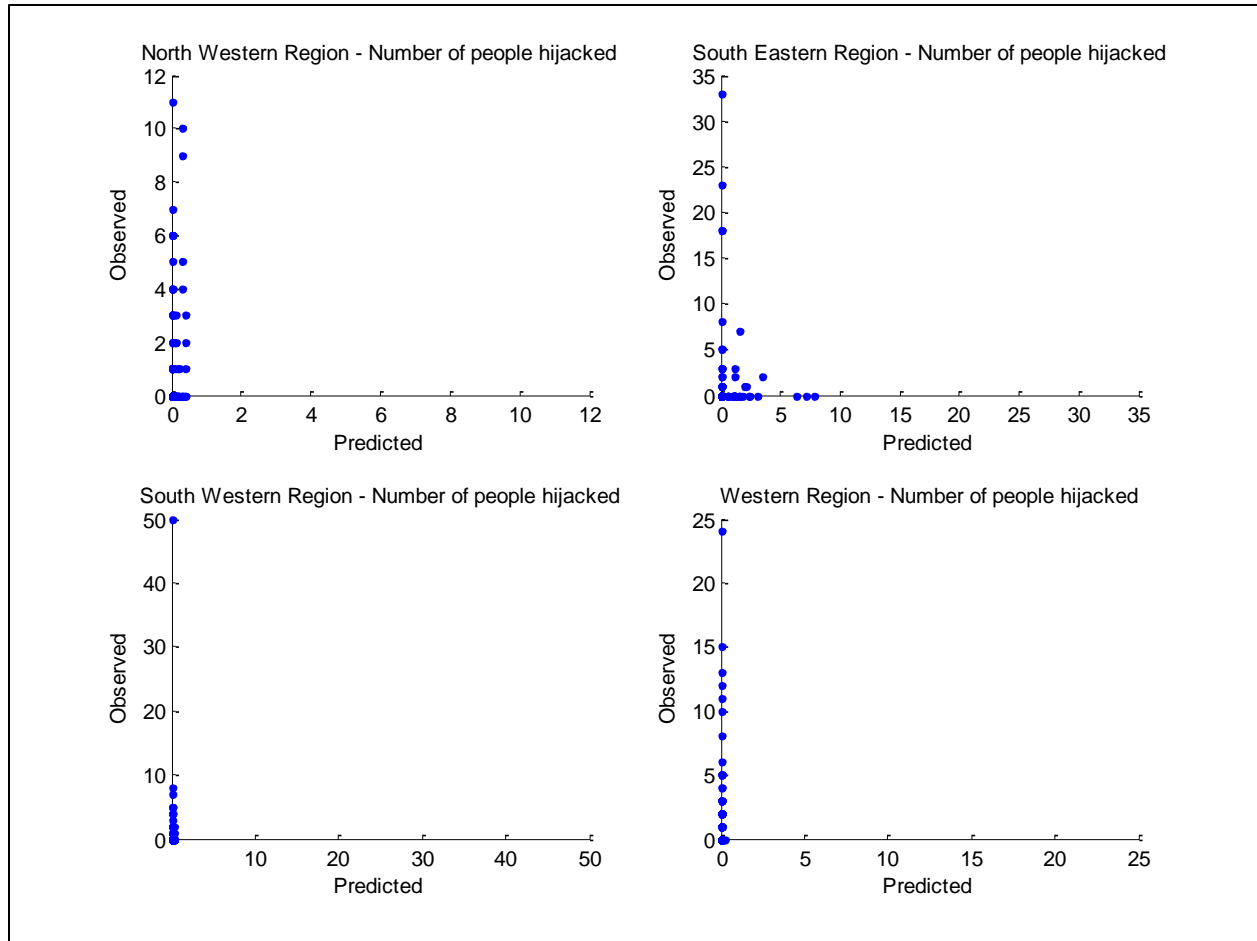 North Western Region - Number of people hijacked
12
10
8
6
4
2
0
Observed
0 2 4 6 8 10 12
Predicted
South Eastern Region - Number of people hijacked
35
30
25
20
15
10
5
0
Observed
0 5 10 15 20 25 30 35
Predicted
South Western Region - Number of people hijacked
50
40
30
20
10
0
Observed
10 20 30 40 50
Predicted
Western Region - Number of people hijacked
25
20
15
10
5
0
Observed
0 5 10 15 20 25
Predicted